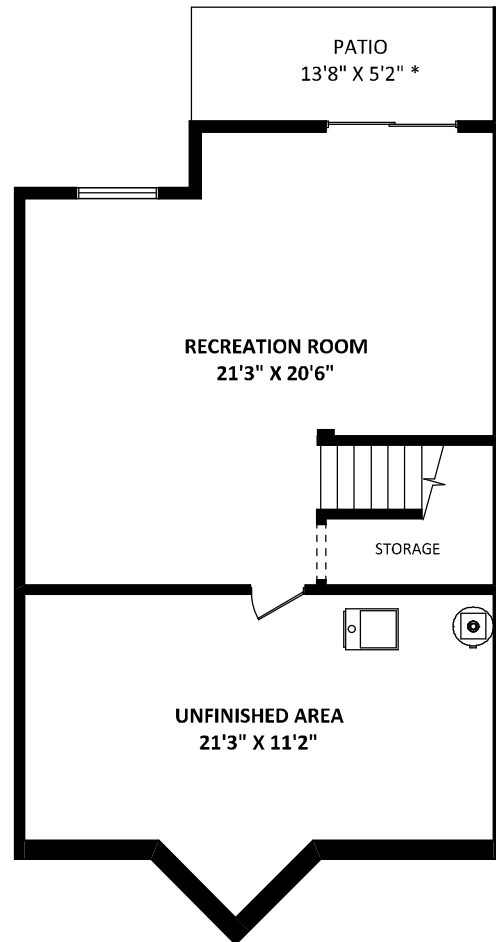 PATIO
13'8" X 5'2" *
RECREATION ROOM
21'3" X 20'6"
STORAGE
UNFINISHED AREA
21'3" X 11'2"